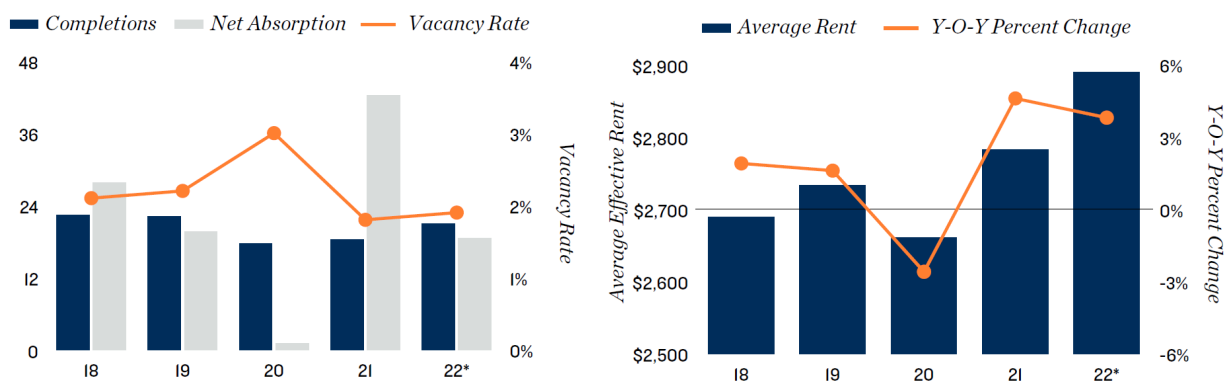 Completions Net Absorption Vacancy Rate
48 4%
36 3%
24 2%
12 1%
0 0%
Vacancy Rate
18 19 20 21 22*
Average Rent Y-O-Y Percent Change
$2,900 6%
$2,800 3%
$2,700 0%
$2,600 -3%
$2,500 -6%
Average Effective Rent
Y-O-Y Percent Change
18 19 20 21 22*